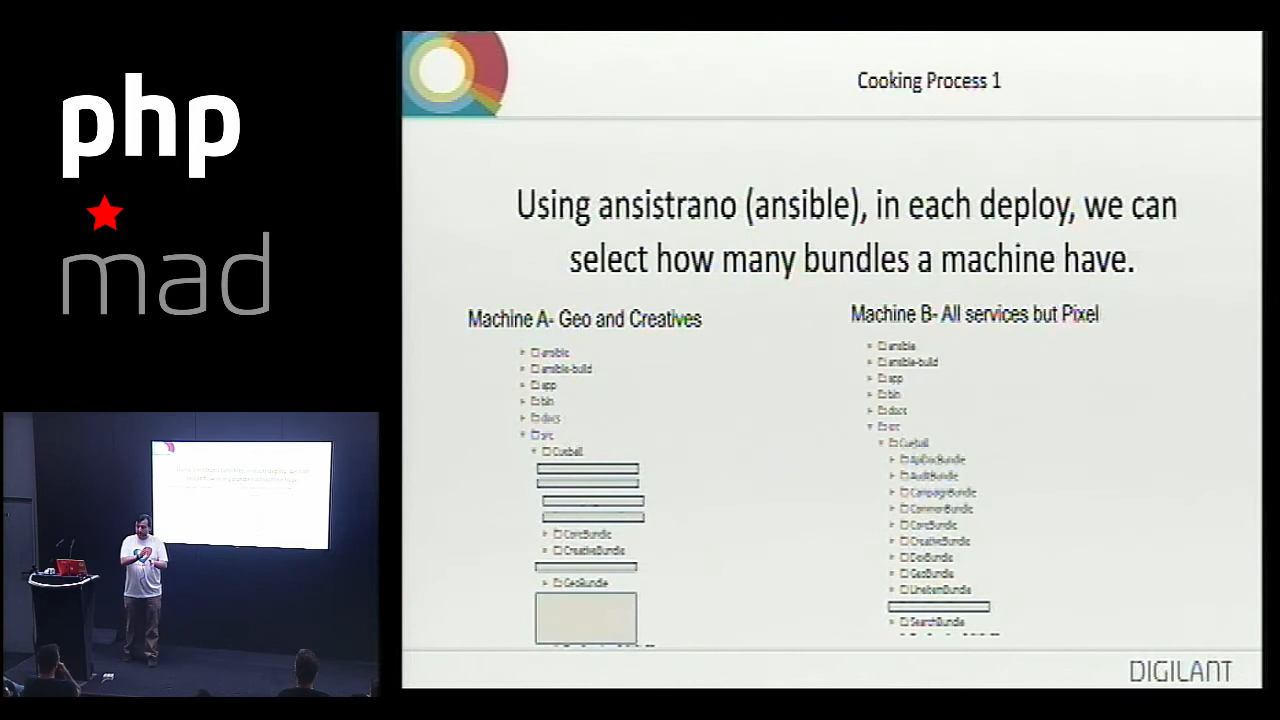 php
mad
Cooking Process 1
Using ansistrano (ansible), in each deploy, we can
select how many bundles a machine have.
Machine A- Geo and Creatives
ansible
ansible-build
app
bin
docs
src
Cueball
CoreBundle
CreativeBundle
GeoBundle
Machine B- All services but Pixel
ansible
ansible-build
app
bin
docs
src
Cueball
ApiDocBundle
AuditBundle
CampaignBundle
CommonBundle
CoreBundle
CreativeBundle
DevBundle
GeoBundle
LineItemBundle
SearchBundle
DIGILANT